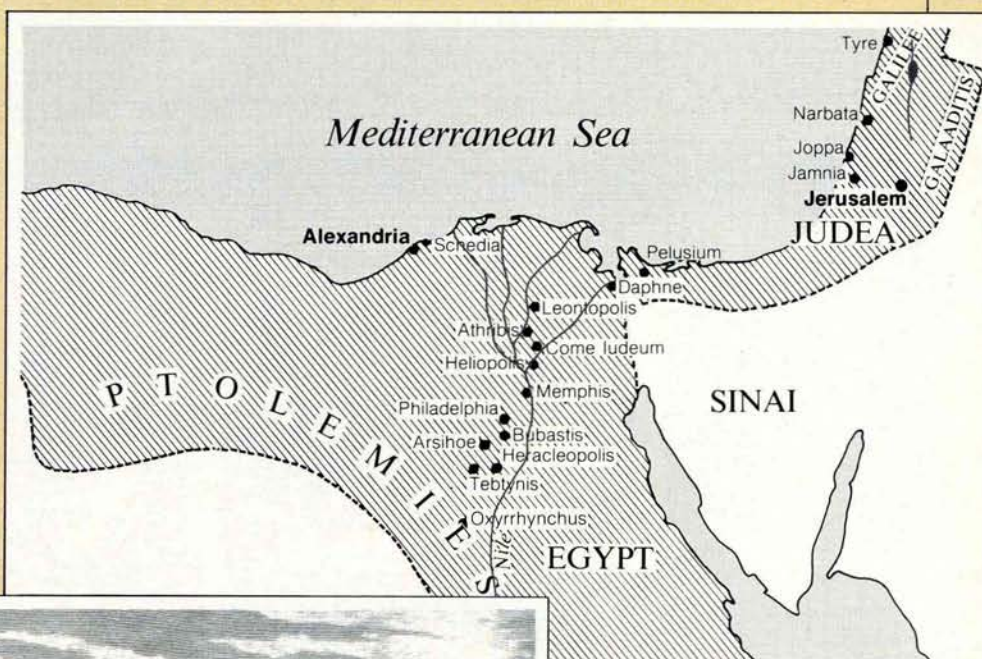 Tyre
GALILEE
GALAADITIS
Narbata
Mediterranean Sea
Joppa
Jamnia
Jerusalem
JUDEA
Alexandria
Schedia
Pelusium
Daphne
Leontopolis
Athribis
Come Iudeum
Heliopolis
Memphis
SINAI
PTOLEMIES
Philadelphia
Bubastis
Arsihoe
Heracleopolis
Tebtynis
Oxyrrhynchus
Nile
EGYPT